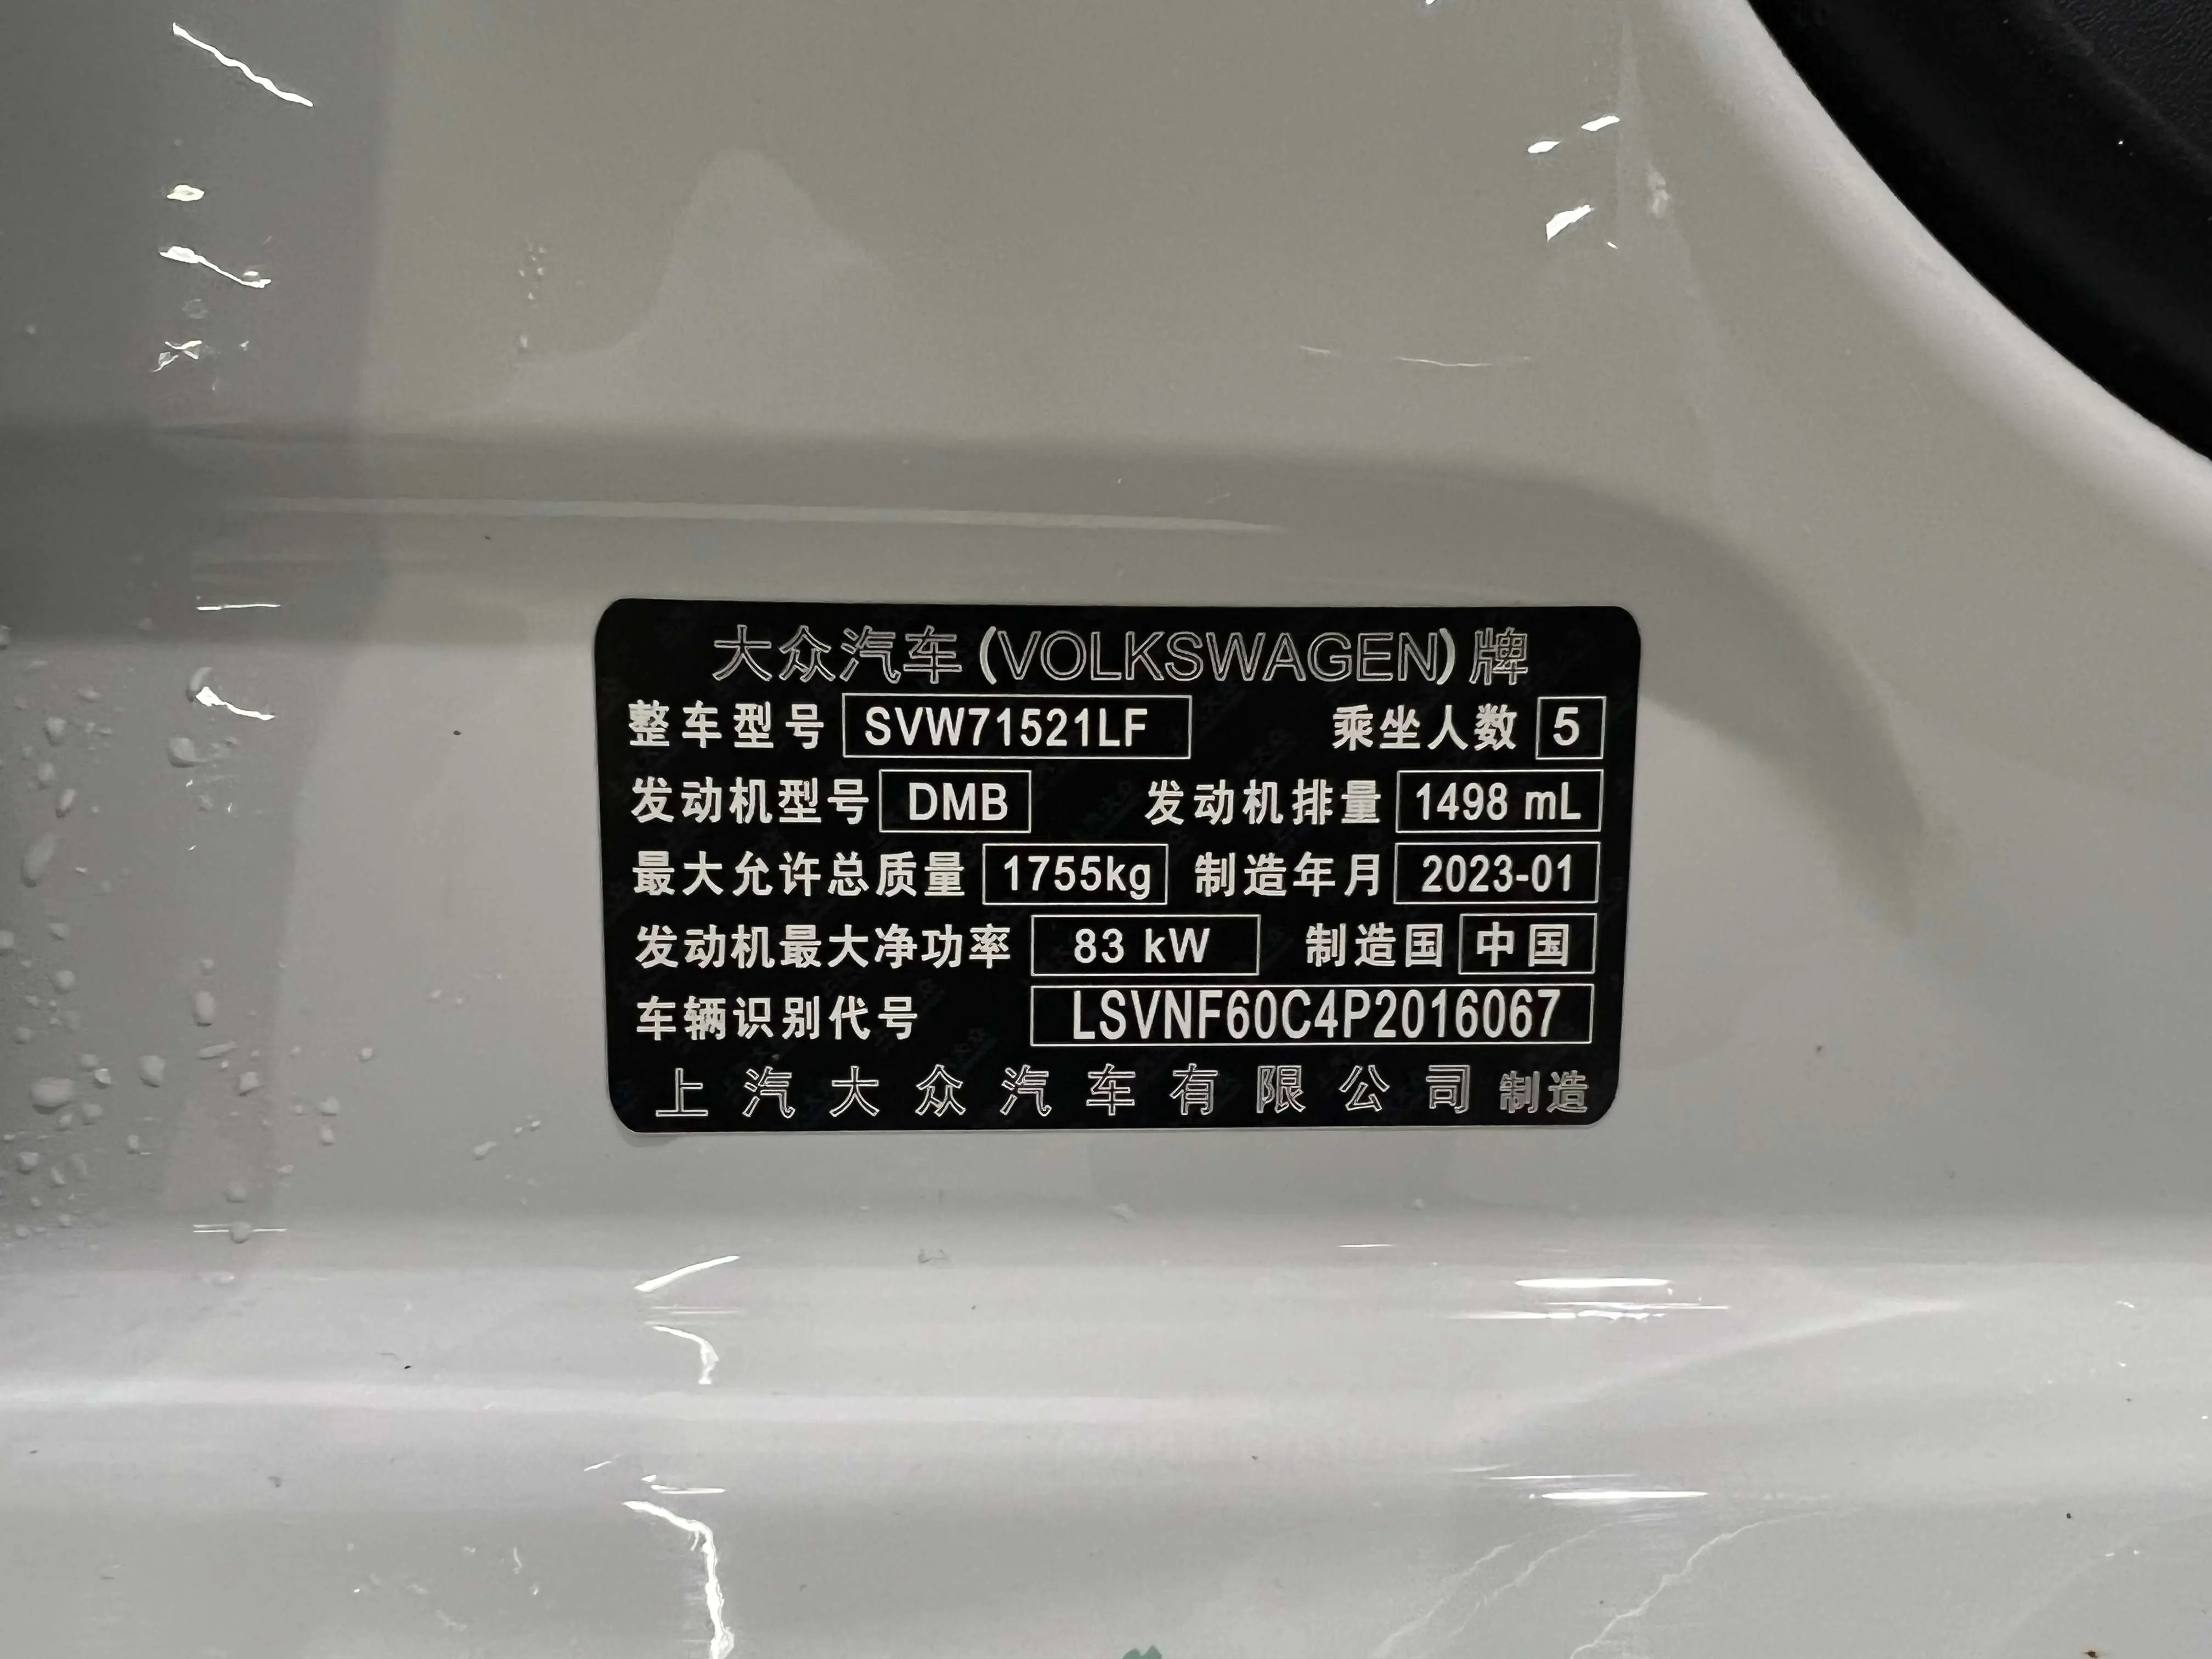 大众汽车(VOLKSWAGEN)牌
整车型号 SVW71521LF 乘坐人数 5
发动机型号 DMB 发动机排量 1498 mL
最大允许总质量 1755kg 制造年月 2023-01
发动机最大净功率 83 kW 制造国 中国
车辆识别代号 LSVNF60C4P2016067
上汽大众汽车有限公司 制造